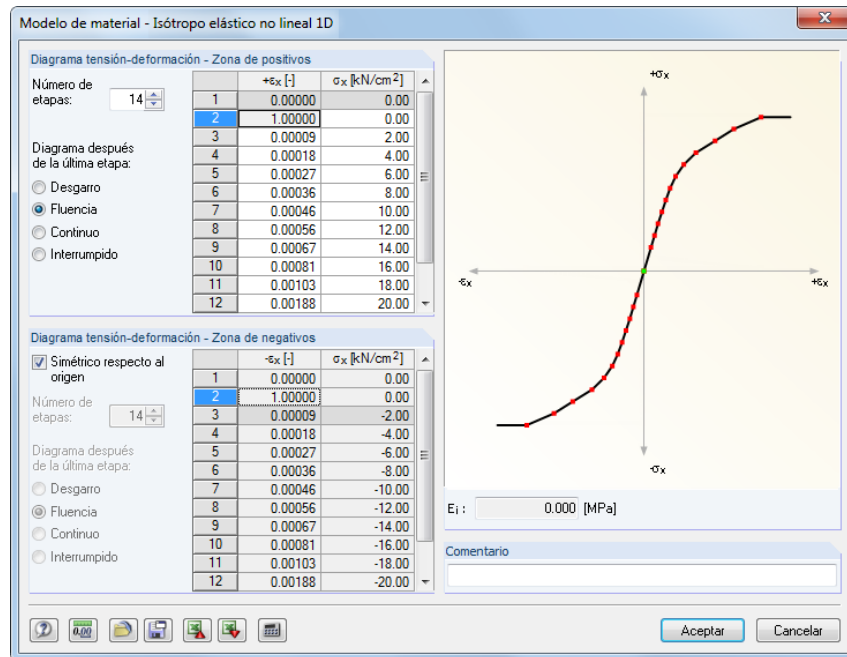 Modelo de material - Isótropo elástico no lineal 1D
Diagrama tensión-deformación - Zona de positivos
Número de
etapas: 14
Diagrama después
de la última etapa:
Desgarro
Fluencia
Continuo
Interrumpido
+εx [-] σx [kN/cm2]
1 0.00000 0.00
2 1.00000 0.00
3 0.00009 2.00
4 0.00018 4.00
5 0.00027 6.00
6 0.00036 8.00
7 0.00046 10.00
8 0.00056 12.00
9 0.00067 14.00
10 0.00081 16.00
11 0.00103 18.00
12 0.00188 20.00
Diagrama tensión-deformación - Zona de negativos
Simétrico respecto al
origen
Número de
etapas: 14
Diagrama después
de la última etapa:
Desgarro
Fluencia
Continuo
Interrumpido
-εx [-] σx [kN/cm2]
1 0.00000 0.00
2 1.00000 0.00
3 0.00009 -2.00
4 0.00018 -4.00
5 0.00027 -6.00
6 0.00036 -8.00
7 0.00046 -10.00
8 0.00056 -12.00
9 0.00067 -14.00
10 0.00081 -16.00
11 0.00103 -18.00
12 0.00188 -20.00
+σx
-εx
+εx
-σx
Ei : 0.000 [MPa]
Comentario
0.00
Aceptar
Cancelar